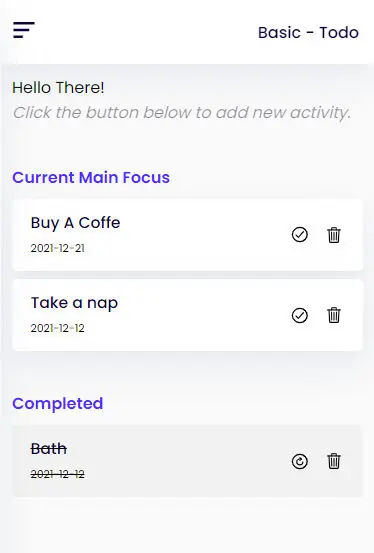 Basic - Todo
Hello There!
Click the button below to add new activity.
Current Main Focus
Buy A Coffe
2021-12-21
Take a nap
2021-12-12
Completed
Bath
2021-12-12